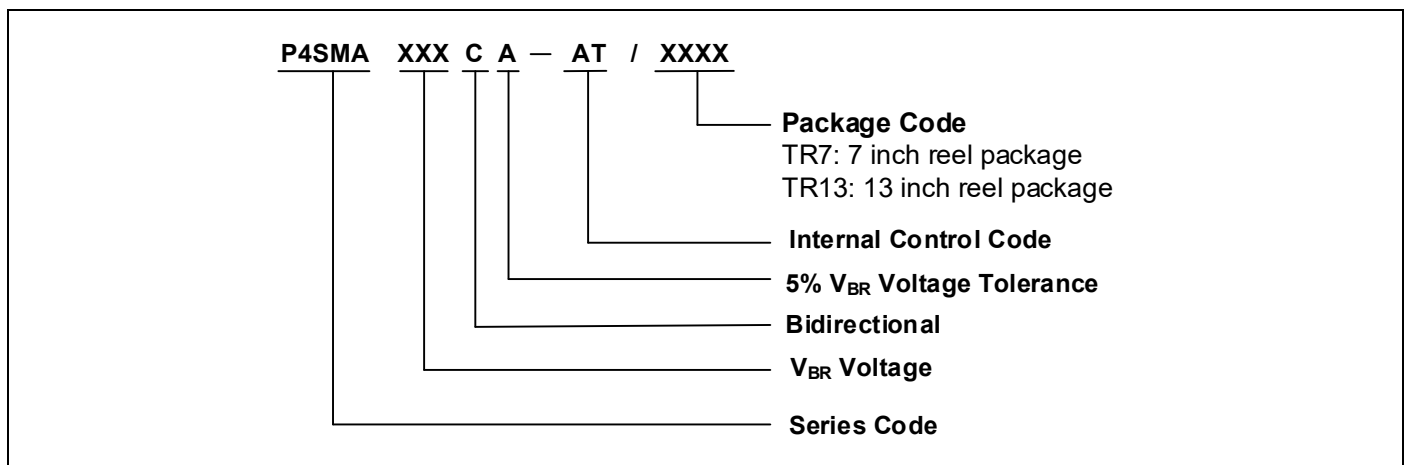 P4SMA XXX C A — AT / XXXX
Package Code
TR7: 7 inch reel package
TR13: 13 inch reel package
Internal Control Code
5% VBR Voltage Tolerance
Bidirectional
VBR Voltage
Series Code